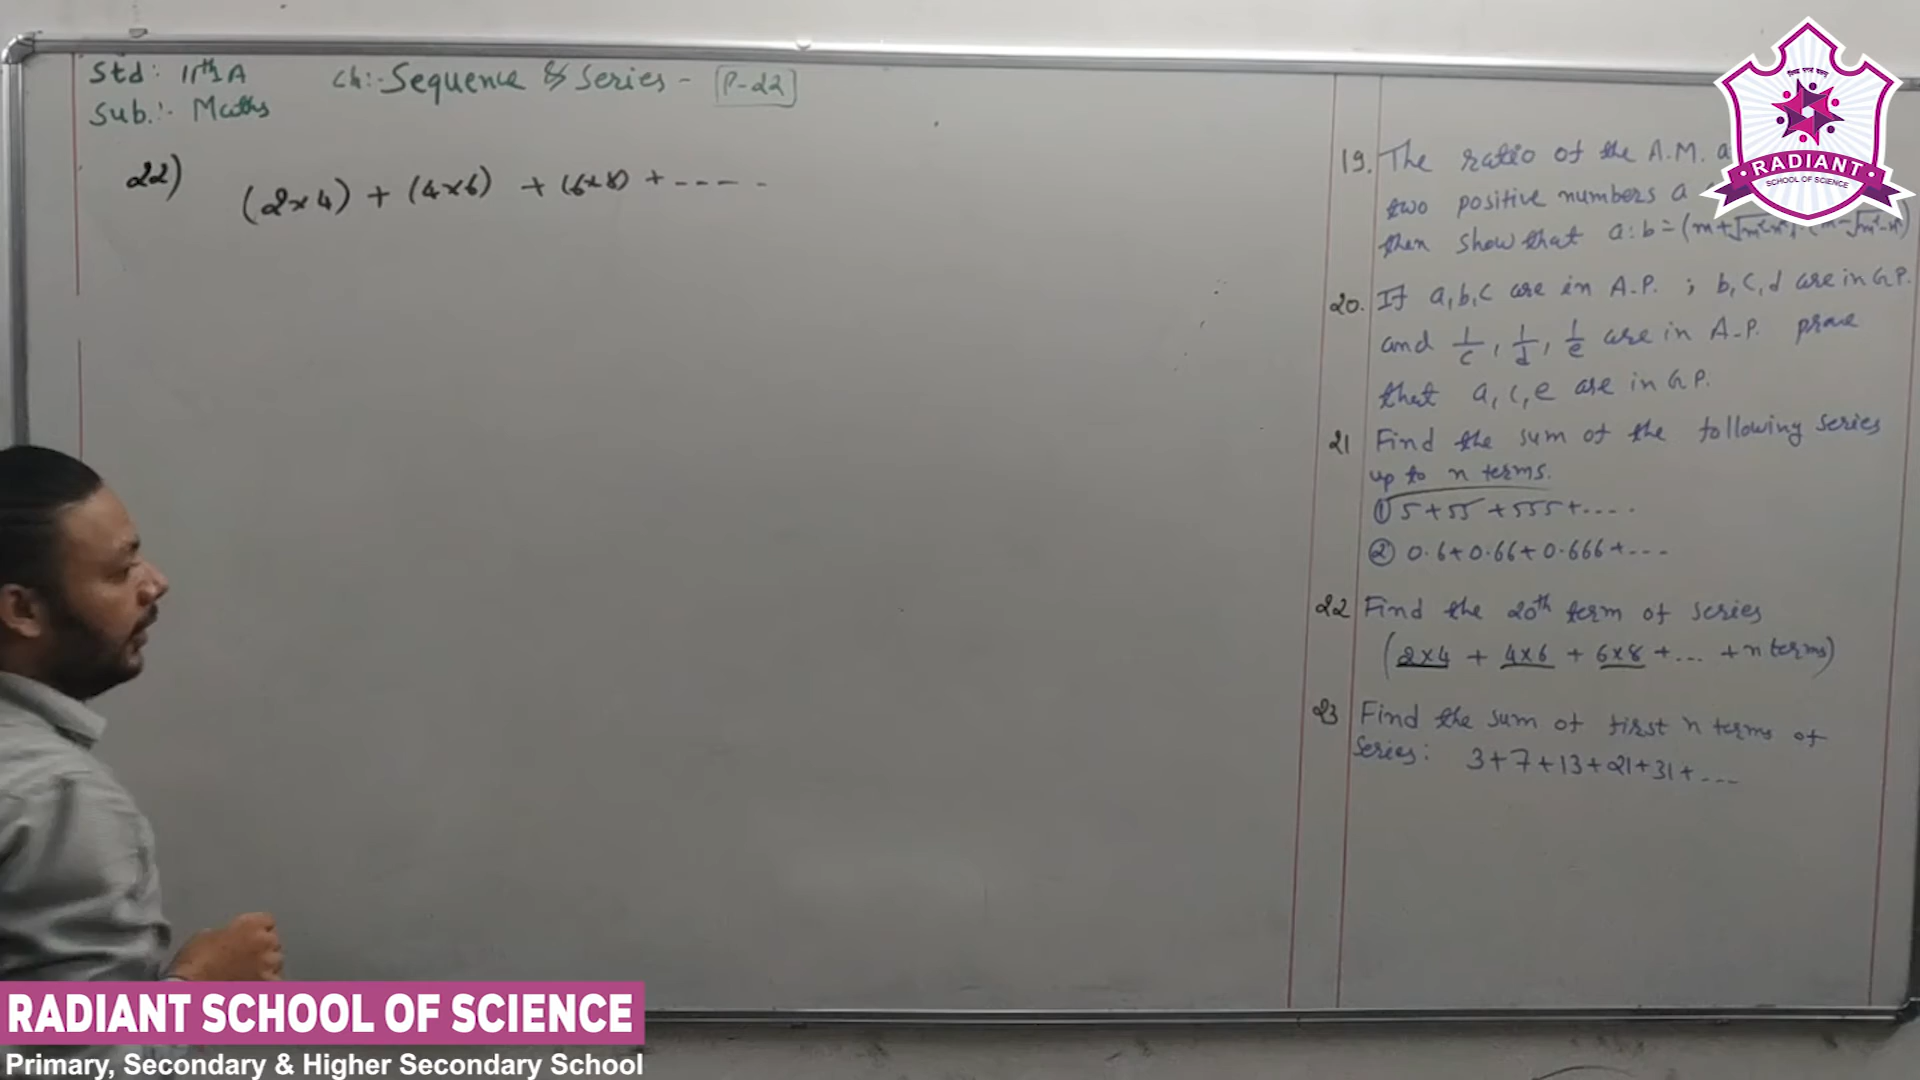 Std: 11th A
Sub.:- Maths
Ch:- Sequence & Series - P-22
22)
(2×4) + (4×6) + (6×8) + -----
19. The ratio of the A.M. a
two positive numbers a
then show that a:b = (m+√m²-n²)
20. If a,b,c are in A.P. ; b,c,d are in G.P.
and 1/c, 1/d, 1/e are in A.P. prove
that a, c, e are in G.P.
21 Find the sum of the following series
up to n terms.
① 5+55+555+....
② 0.6+0.66+0.666+---
22 Find the 20th term of series
(2×4 + 4×6 + 6×8 +... +n terms)
23 Find the sum of first n terms of
series: 3+7+13+21+31+---
RADIANT
SCHOOL OF SCIENCE
RADIANT SCHOOL OF SCIENCE
Primary, Secondary & Higher Secondary School